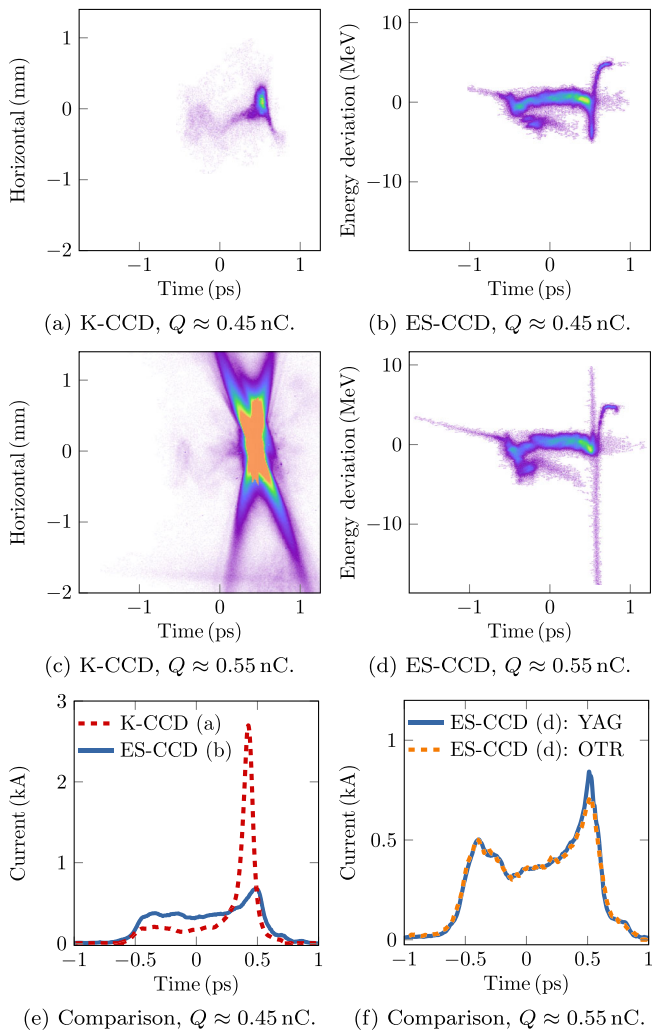 1
0
−1
−2
Horizontal (mm)
−1 0 1
Time (ps)
(a) K-CCD, Q ≈ 0.45 nC.
10
0
−10
Energy deviation (MeV)
−1 0 1
Time (ps)
(b) ES-CCD, Q ≈ 0.45 nC.
1
0
−1
−2
Horizontal (mm)
−1 0 1
Time (ps)
(c) K-CCD, Q ≈ 0.55 nC.
10
0
−10
Energy deviation (MeV)
−1 0 1
Time (ps)
(d) ES-CCD, Q ≈ 0.55 nC.
3
2
1
0
Current (kA)
K-CCD (a)
ES-CCD (b)
−1 −0.5 0 0.5 1
Time (ps)
(e) Comparison, Q ≈ 0.45 nC.
1
0.5
0
Current (kA)
ES-CCD (d): YAG
ES-CCD (d): OTR
−1 −0.5 0 0.5 1
Time (ps)
(f) Comparison, Q ≈ 0.55 nC.